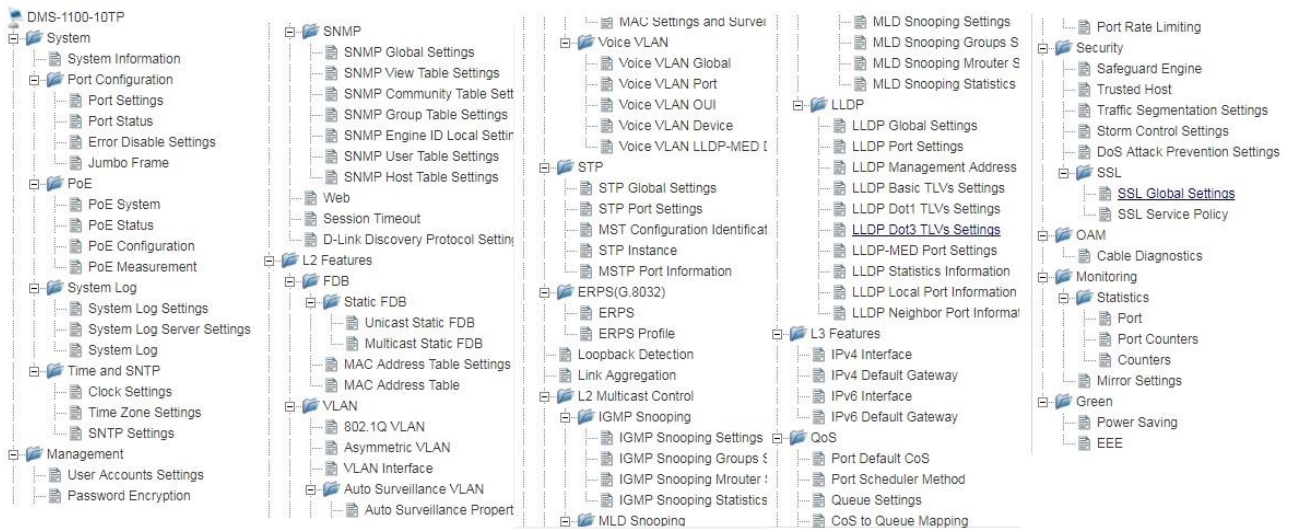 DMS-1100-10TP
System
System Information
Port Configuration
Port Settings
Port Status
Error Disable Settings
Jumbo Frame
PoE
PoE System
PoE Status
PoE Configuration
PoE Measurement
System Log
System Log Settings
System Log Server Settings
System Log
Time and SNTP
Clock Settings
Time Zone Settings
SNTP Settings
Management
User Accounts Settings
Password Encryption
SNMP
SNMP Global Settings
SNMP View Table Settings
SNMP Community Table Sett
SNMP Group Table Settings
SNMP Engine ID Local Settin
SNMP User Table Settings
SNMP Host Table Settings
Web
Session Timeout
D-Link Discovery Protocol Setting
L2 Features
FDB
Static FDB
Unicast Static FDB
Multicast Static FDB
MAC Address Table Settings
MAC Address Table
VLAN
802.1Q VLAN
Asymmetric VLAN
VLAN Interface
Auto Surveillance VLAN
Auto Surveillance Propert
MAC Settings and Survei
Voice VLAN
Voice VLAN Global
Voice VLAN Port
Voice VLAN OUI
Voice VLAN Device
Voice VLAN LLDP-MED
STP
STP Global Settings
STP Port Settings
MST Configuration Identificat
STP Instance
MSTP Port Information
ERPS(G.8032)
ERPS
ERPS Profile
Loopback Detection
Link Aggregation
L2 Multicast Control
IGMP Snooping
IGMP Snooping Settings
IGMP Snooping Groups S
IGMP Snooping Mrouter
IGMP Snooping Statistics
MLD Snooping
MLD Snooping Settings
MLD Snooping Groups S
MLD Snooping Mrouter S
MLD Snooping Statistics
LLDP
LLDP Global Settings
LLDP Port Settings
LLDP Management Address
LLDP Basic TLVs Settings
LLDP Dot1 TLVs Settings
LLDP Dot3 TLVs Settings
LLDP-MED Port Settings
LLDP Statistics Information
LLDP Local Port Information
LLDP Neighbor Port Informat
L3 Features
IPv4 Interface
IPv4 Default Gateway
IPv6 Interface
IPv6 Default Gateway
QoS
Port Default CoS
Port Scheduler Method
Queue Settings
CoS to Queue Mapping
Port Rate Limiting
Security
Safeguard Engine
Trusted Host
Traffic Segmentation Settings
Storm Control Settings
DoS Attack Prevention Settings
SSL
SSL Global Settings
SSL Service Policy
OAM
Cable Diagnostics
Monitoring
Statistics
Port
Port Counters
Counters
Mirror Settings
Green
Power Saving
EEE